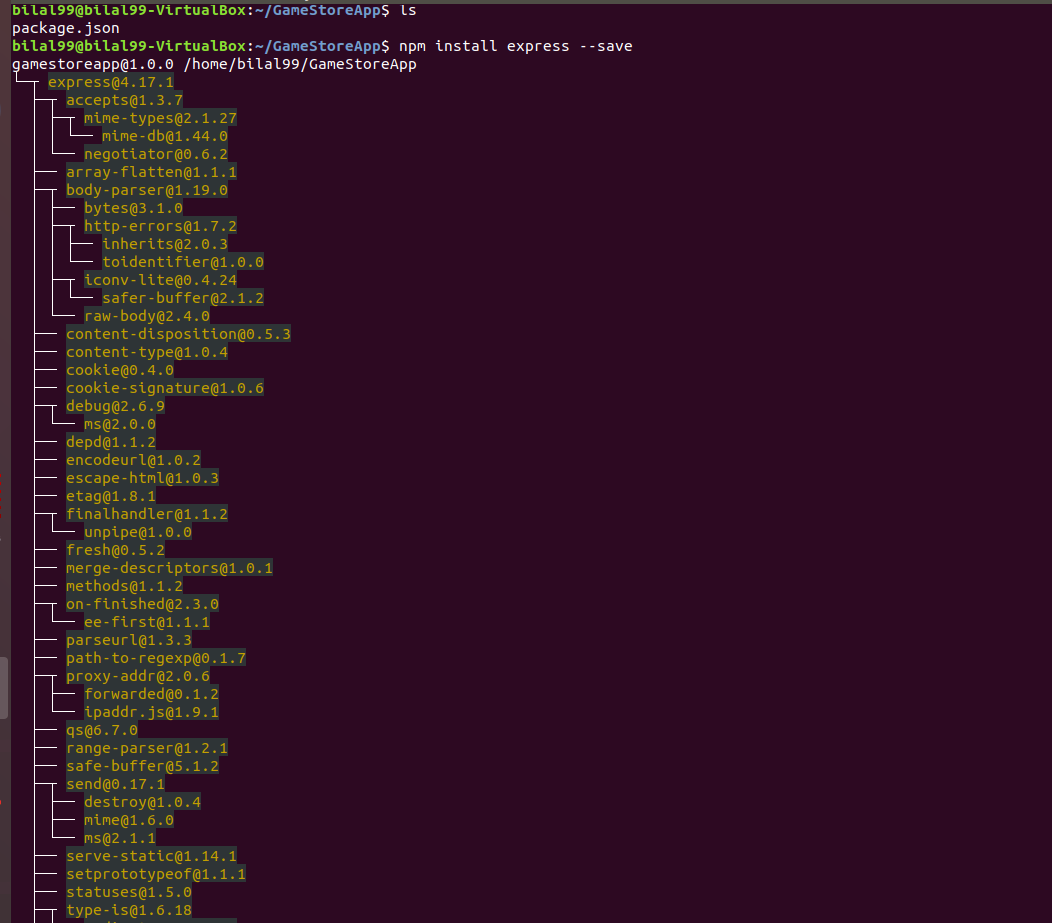 bilal99@bilal99-VirtualBox:~/GameStoreApp$ ls
package.json
bilal99@bilal99-VirtualBox:~/GameStoreApp$ npm install express --save
gamestoreapp@1.0.0 /home/bilal99/GameStoreApp
express@4.17.1
accepts@1.3.7
mime-types@2.1.27
mime-db@1.44.0
negotiator@0.6.2
array-flatten@1.1.1
body-parser@1.19.0
bytes@3.1.0
http-errors@1.7.2
inherits@2.0.3
toidentifier@1.0.0
iconv-lite@0.4.24
safer-buffer@2.1.2
raw-body@2.4.0
content-disposition@0.5.3
content-type@1.0.4
cookie@0.4.0
cookie-signature@1.0.6
debug@2.6.9
ms@2.0.0
depd@1.1.2
encodeurl@1.0.2
escape-html@1.0.3
etag@1.8.1
finalhandler@1.1.2
unpipe@1.0.0
fresh@0.5.2
merge-descriptors@1.0.1
methods@1.1.2
on-finished@2.3.0
ee-first@1.1.1
parseurl@1.3.3
path-to-regexp@0.1.7
proxy-addr@2.0.6
forwarded@0.1.2
ipaddr.js@1.9.1
qs@6.7.0
range-parser@1.2.1
safe-buffer@5.1.2
send@0.17.1
destroy@1.0.4
mime@1.6.0
ms@2.1.1
serve-static@1.14.1
setprototypeof@1.1.1
statuses@1.5.0
type-is@1.6.18